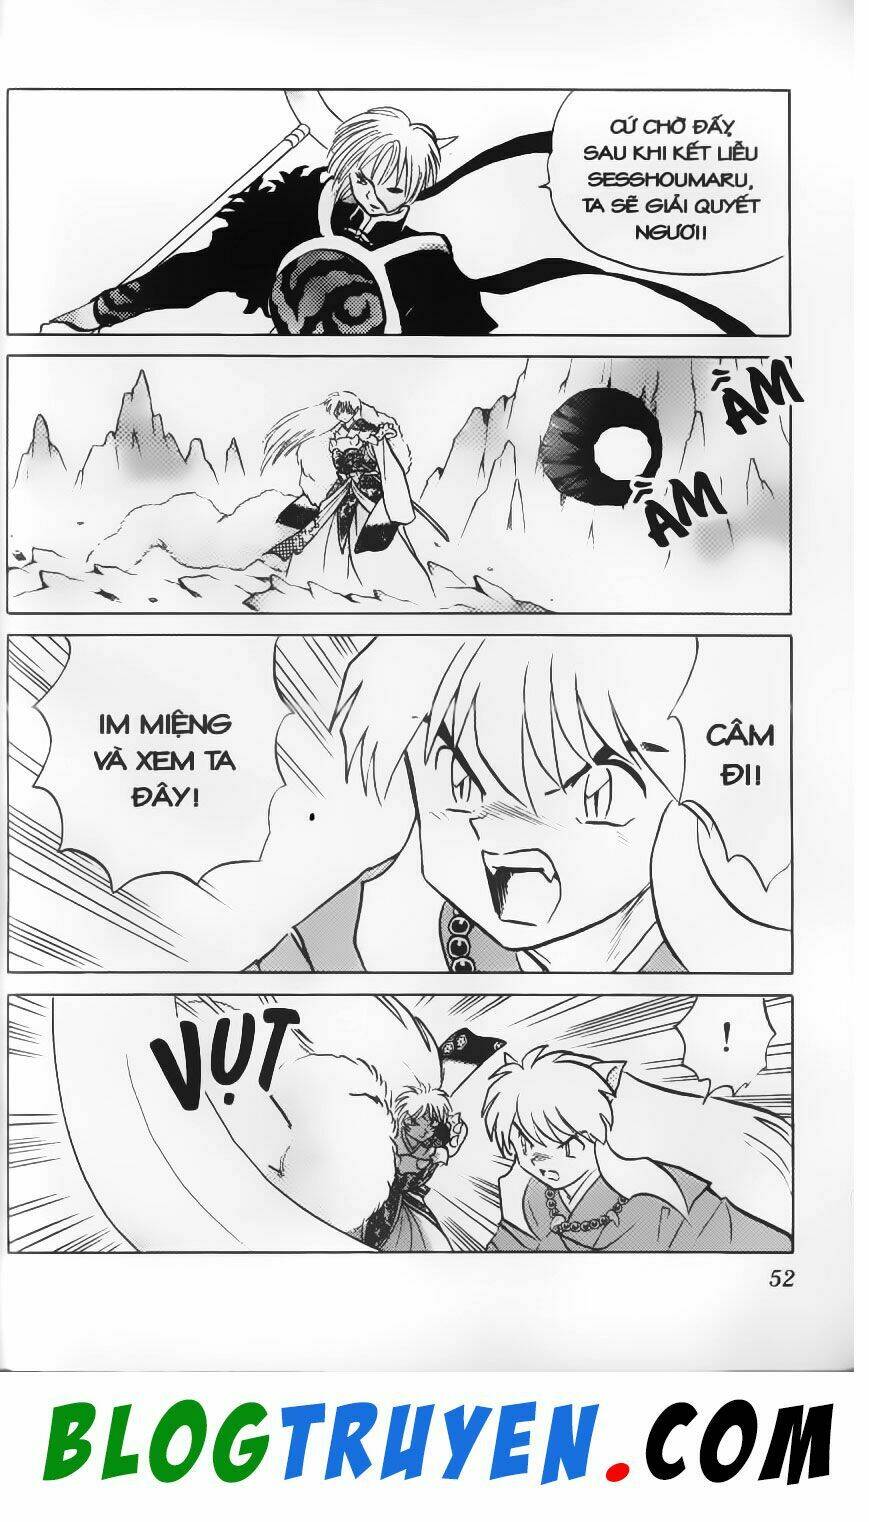 CỨ CHỜ ĐẤY,
SAU KHI KẾT LIỄU
SESSHOUMARU,
TA SẼ GIẢI QUYẾT
NGƯƠI!
ẦM
ẦM
CÂM
ĐI!
IM MIỆNG
VÀ XEM TA
ĐÂY!
!
VỤT
52
BLOGTRUYEN.COM